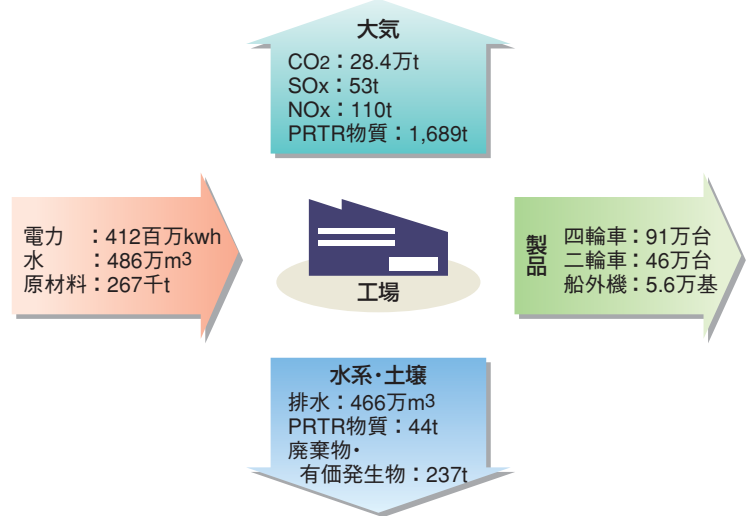 大気
CO2：28.4万t
SOx：53t
NOx：110t
PRTR物質：1,689t
電力　：412百万kwh
水　　：486万m3
原材料：267千t
工場
製品
四輪車：91万台
二輪車：46万台
船外機：5.6万基
水系・土壌
排水：466万m3
PRTR物質：44t
廃棄物・
有価発生物：237t